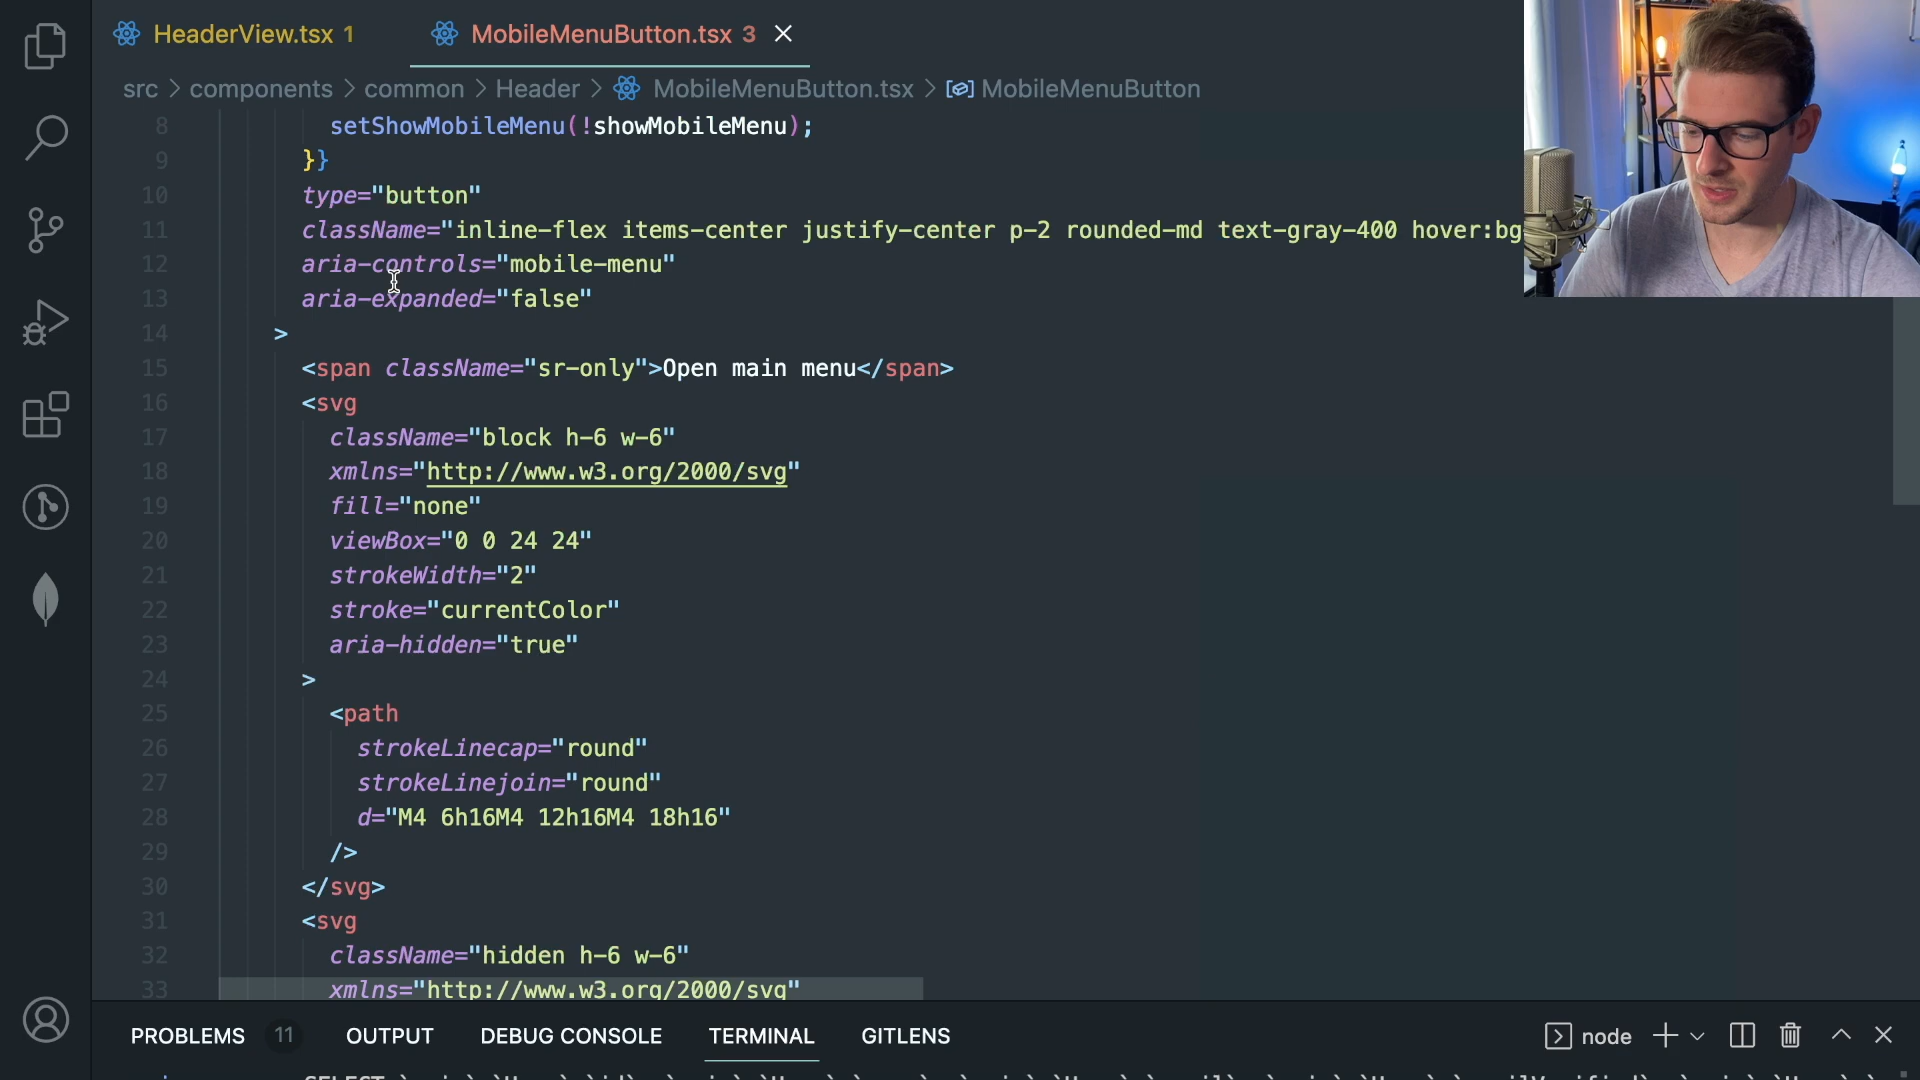 HeaderView.tsx 1
MobileMenuButton.tsx 3
src > components > common > Header > MobileMenuButton.tsx > MobileMenuButton
8 setShowMobileMenu(!showMobileMenu);
9 }}
10 type="button"
11 className="inline-flex items-center justify-center p-2 rounded-md text-gray-400 hover:bg
12 aria-controls="mobile-menu"
13 aria-expanded="false"
14 >
15 <span className="sr-only">Open main menu</span>
16 <svg
17 className="block h-6 w-6"
18 xmlns="http://www.w3.org/2000/svg"
19 fill="none"
20 viewBox="0 0 24 24"
21 strokeWidth="2"
22 stroke="currentColor"
23 aria-hidden="true"
24 >
25 <path
26 strokeLinecap="round"
27 strokeLinejoin="round"
28 d="M4 6h16M4 12h16M4 18h16"
29 />
30 </svg>
31 <svg
32 className="hidden h-6 w-6"
33 xmlns="http://www.w3.org/2000/svg"
PROBLEMS 11 OUTPUT DEBUG CONSOLE TERMINAL GITLENS node